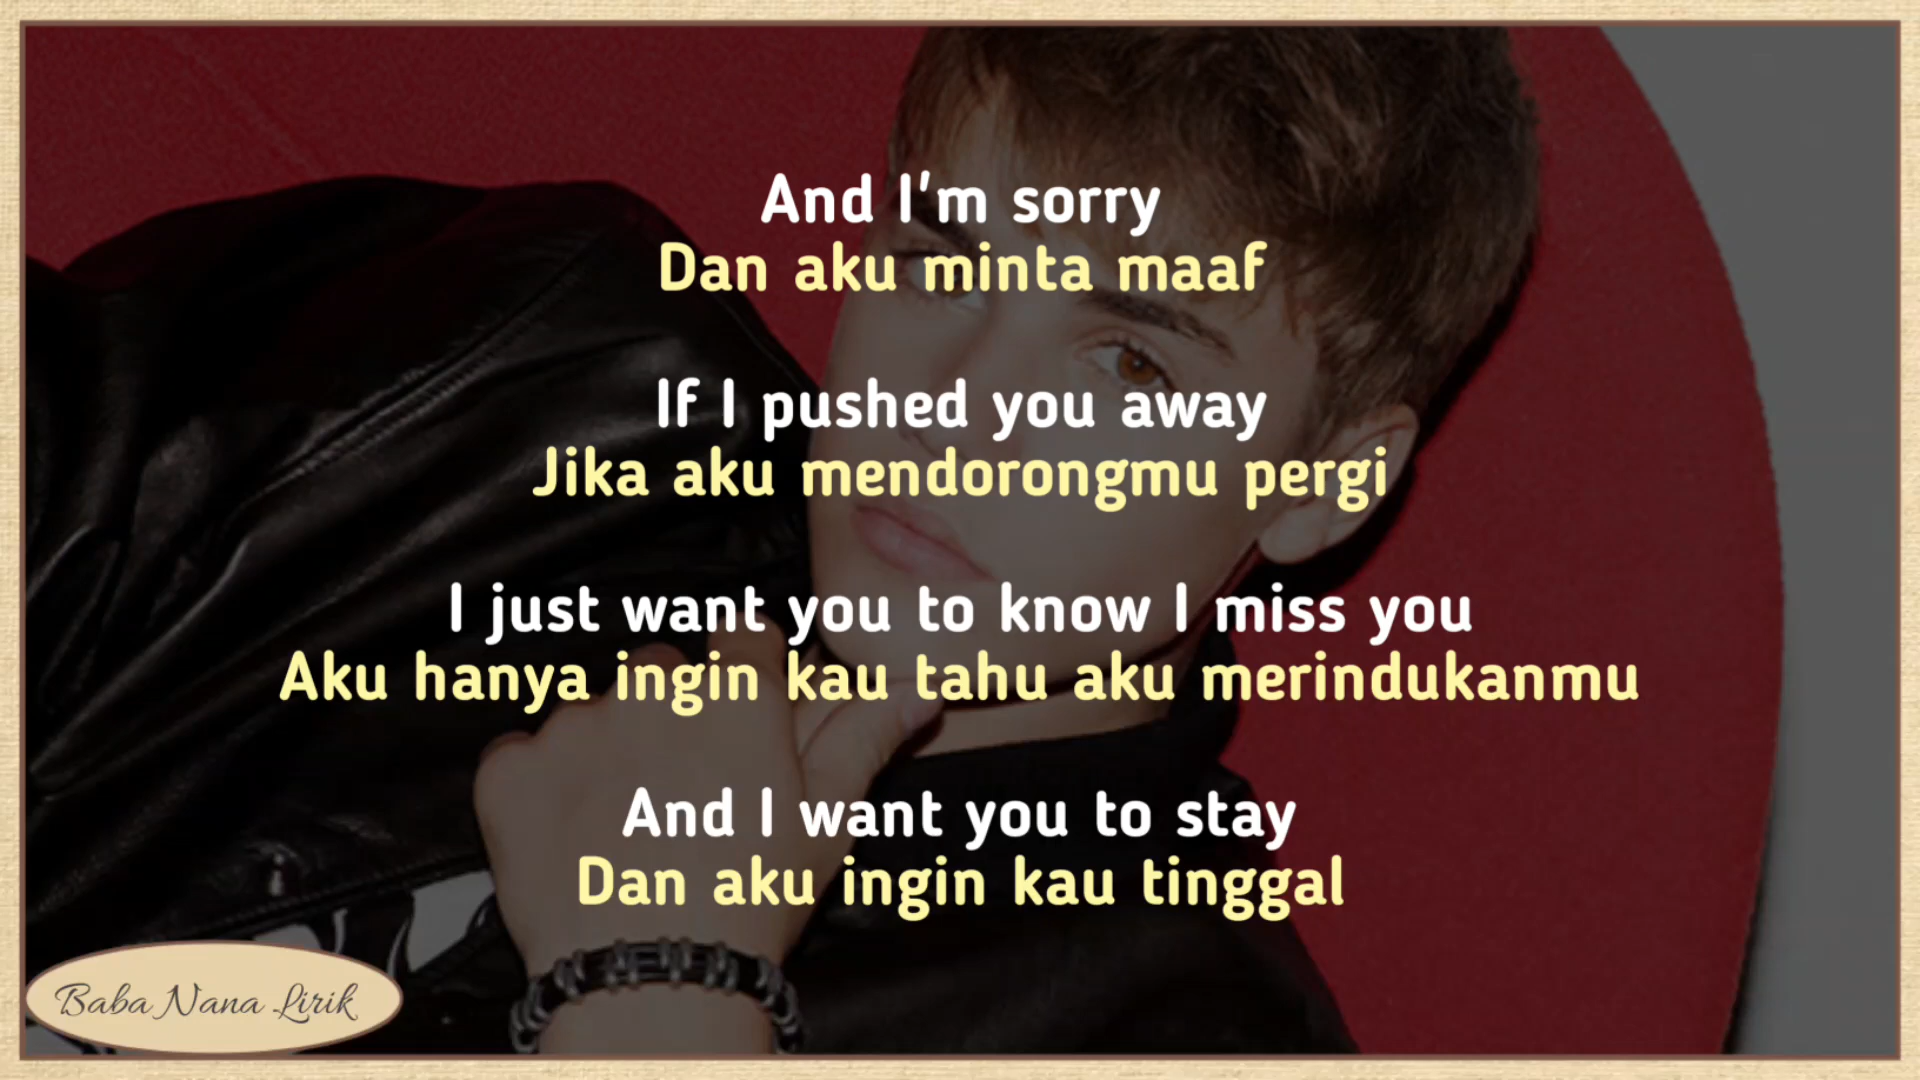 And I'm sorry
Dan aku minta maaf
If I pushed you away
Jika aku mendorongmu pergi
I just want you to know I miss you
Aku hanya ingin kau tahu aku merindukanmu
And I want you to stay
Dan aku ingin kau tinggal
Baba Nana Lirik